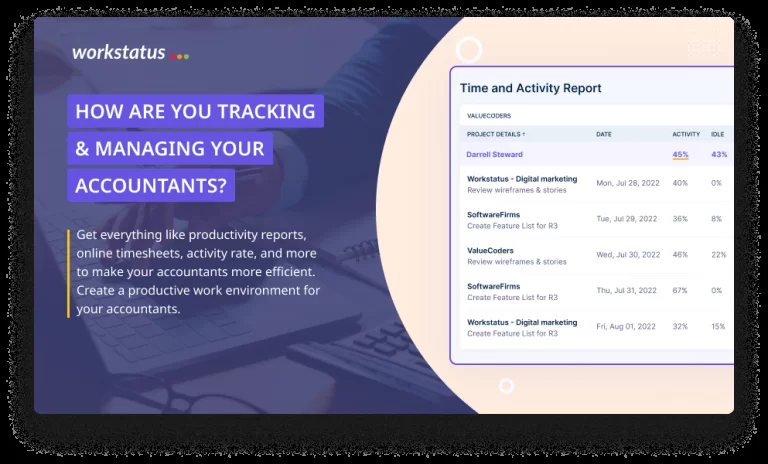 workstatus
HOW ARE YOU TRACKING
& MANAGING YOUR
ACCOUNTANTS?
Get everything like productivity reports,
online timesheets, activity rate, and more
to make your accountants more efficient.
Create a productive work environment for
your accountants.
Time and Activity Report
VALUECODERS
PROJECT DETAILS ↑ DATE ACTIVITY IDLE
Darrell Steward 45% 43%
Workstatus - Digital marketing
Review wireframes & stories
Mon, Jul 28, 2022 40% 0%
SoftwareFirms
Create Feature List for R3
Tue, Jul 29, 2022 36% 8%
ValueCoders
Review wireframes & stories
Wed, Jul 30, 2022 46% 22%
SoftwareFirms
Create Feature List for R3
Thu, Jul 31, 2022 67% 0%
Workstatus - Digital marketing
Create Feature List for R3
Fri, Aug 01, 2022 32% 15%